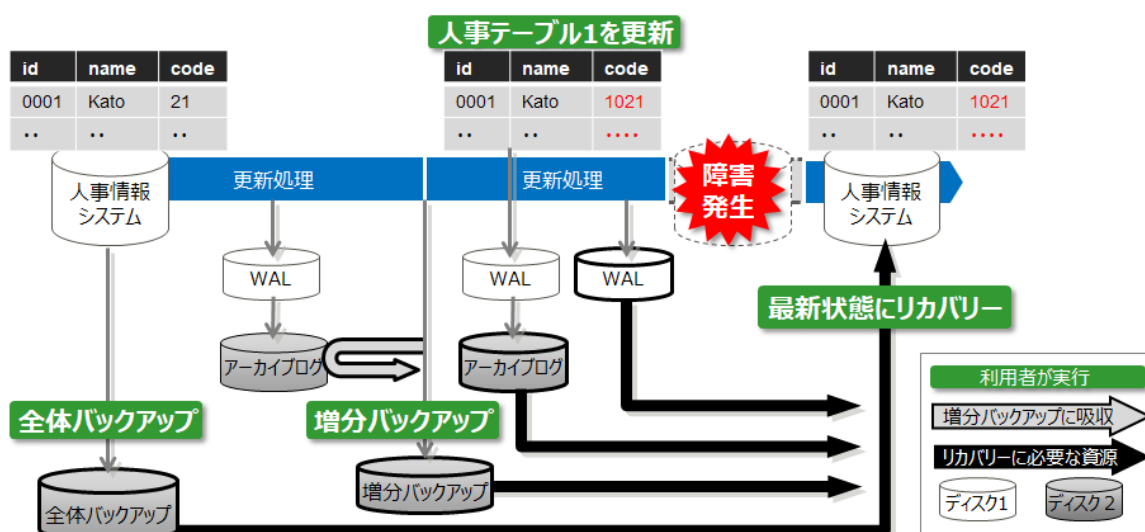 人事テーブル1を更新
id name code
0001 Kato 21
‥ ‥ ‥
id name code
0001 Kato 1021
‥ ‥ ‥‥
id name code
0001 Kato 1021
‥ ‥ ‥‥
人事情報
システム
更新処理
更新処理
障害
発生
人事情報
システム
WAL
WAL
WAL
最新状態にリカバリー
アーカイブログ
アーカイブログ
全体バックアップ
増分バックアップ
増分バックアップ
全体バックアップ
利用者が実行
増分バックアップに吸収
リカバリーに必要な資源
ディスク1
ディスク2